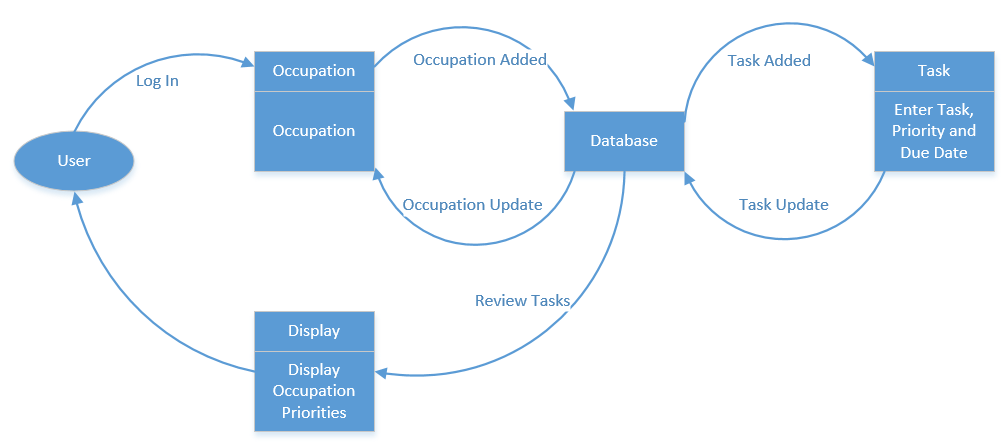 Log In
Occupation
Occupation
Occupation Added
Task Added
Task
Enter Task,
Priority and
Due Date
Database
User
Occupation Update
Task Update
Review Tasks
Display
Display
Occupation
Priorities